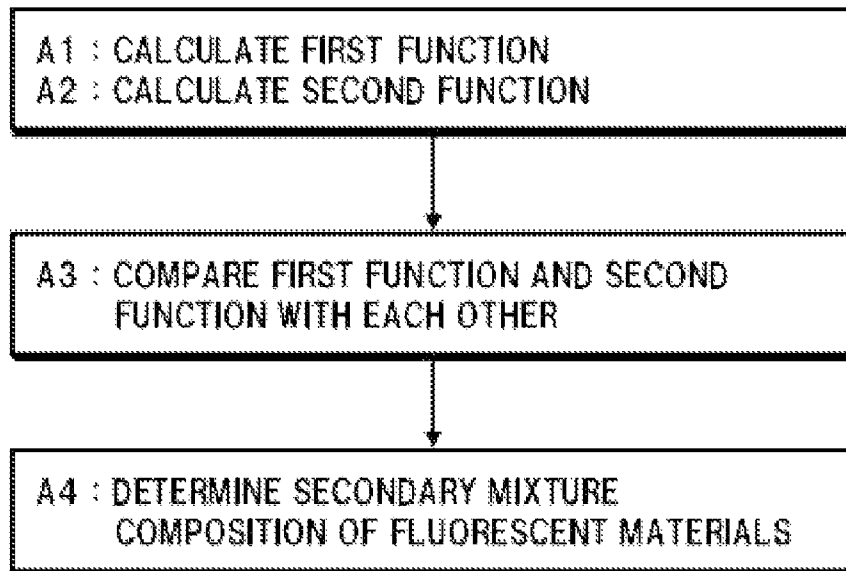 A1 : CALCULATE FIRST FUNCTION
A2 : CALCULATE SECOND FUNCTION
A3 : COMPARE FIRST FUNCTION AND SECOND
FUNCTION WITH EACH OTHER
A4 : DETERMINE SECONDARY MIXTURE
COMPOSITION OF FLUORESCENT MATERIALS